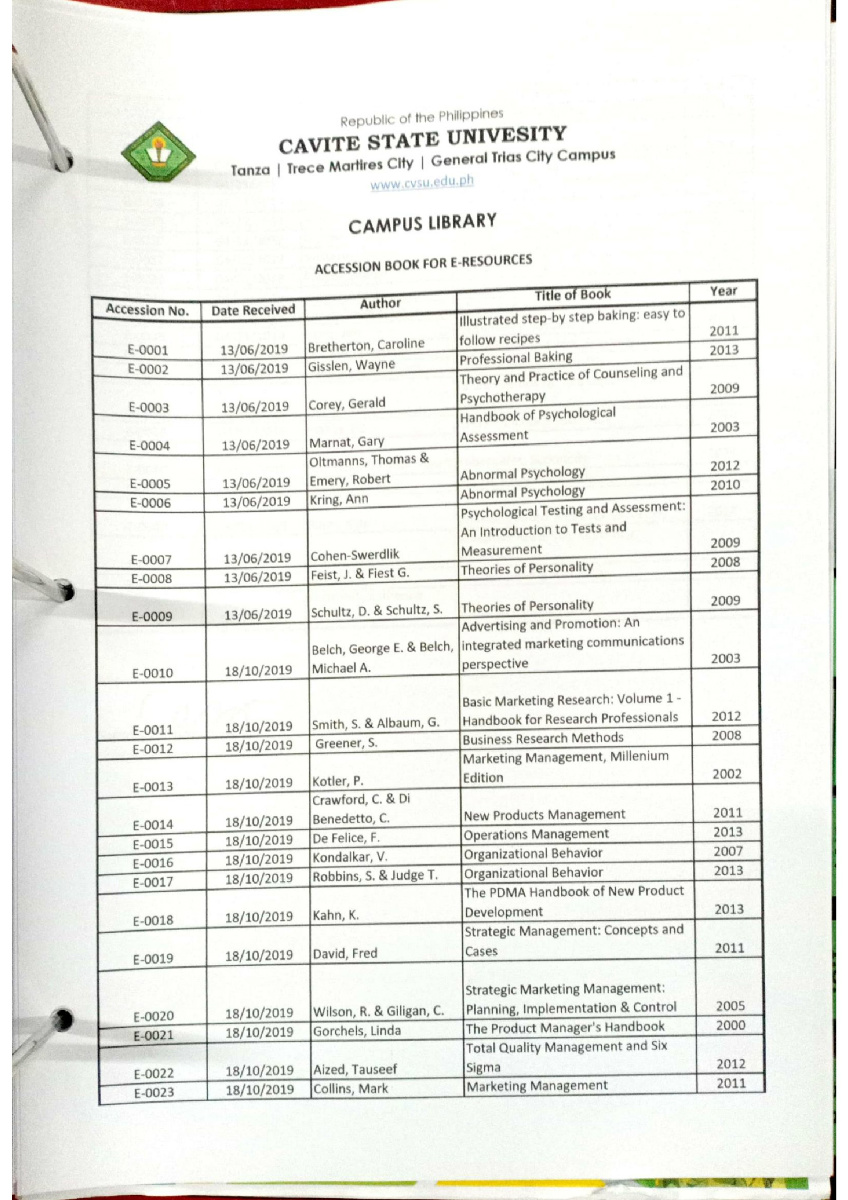 Republic of the Philippines
CAVITE STATE UNIVESITY
Tanza | Trece Martires City | General Trias City Campus
www.cvsu.edu.ph
CAMPUS LIBRARY
ACCESSION BOOK FOR E-RESOURCES
Accession No. Date Received Author Title of Book Year
Illustrated step-by step baking: easy to
E-0001 13/06/2019 Bretherton, Caroline follow recipes 2011
E-0002 13/06/2019 Gisslen, Wayne Professional Baking 2013
Theory and Practice of Counseling and
E-0003 13/06/2019 Corey, Gerald Psychotherapy 2009
Handbook of Psychological
E-0004 13/06/2019 Marnat, Gary Assessment 2003
Oltmanns, Thomas &
E-0005 13/06/2019 Emery, Robert Abnormal Psychology 2012
E-0006 13/06/2019 Kring, Ann Abnormal Psychology 2010
Psychological Testing and Assessment:
An Introduction to Tests and
E-0007 13/06/2019 Cohen-Swerdlik Measurement 2009
E-0008 13/06/2019 Feist, J. & Fiest G. Theories of Personality 2008
E-0009 13/06/2019 Schultz, D. & Schultz, S. Theories of Personality 2009
Advertising and Promotion: An
Belch, George E. & Belch, integrated marketing communications
E-0010 18/10/2019 Michael A. perspective 2003
Basic Marketing Research: Volume 1 -
E-0011 18/10/2019 Smith, S. & Albaum, G. Handbook for Research Professionals 2012
E-0012 18/10/2019 Greener, S. Business Research Methods 2008
Marketing Management, Millenium
E-0013 18/10/2019 Kotler, P. Edition 2002
Crawford, C. & Di
E-0014 18/10/2019 Benedetto, C. New Products Management 2011
E-0015 18/10/2019 De Felice, F. Operations Management 2013
E-0016 18/10/2019 Kondalkar, V. Organizational Behavior 2007
E-0017 18/10/2019 Robbins, S. & Judge T. Organizational Behavior 2013
The PDMA Handbook of New Product
E-0018 18/10/2019 Kahn, K. Development 2013
Strategic Management: Concepts and
E-0019 18/10/2019 David, Fred Cases 2011
Strategic Marketing Management:
E-0020 18/10/2019 Wilson, R. & Giligan, C. Planning, Implementation & Control 2005
E-0021 18/10/2019 Gorchels, Linda The Product Manager's Handbook 2000
Total Quality Management and Six
E-0022 18/10/2019 Aized, Tauseef Sigma 2012
E-0023 18/10/2019 Collins, Mark Marketing Management 2011